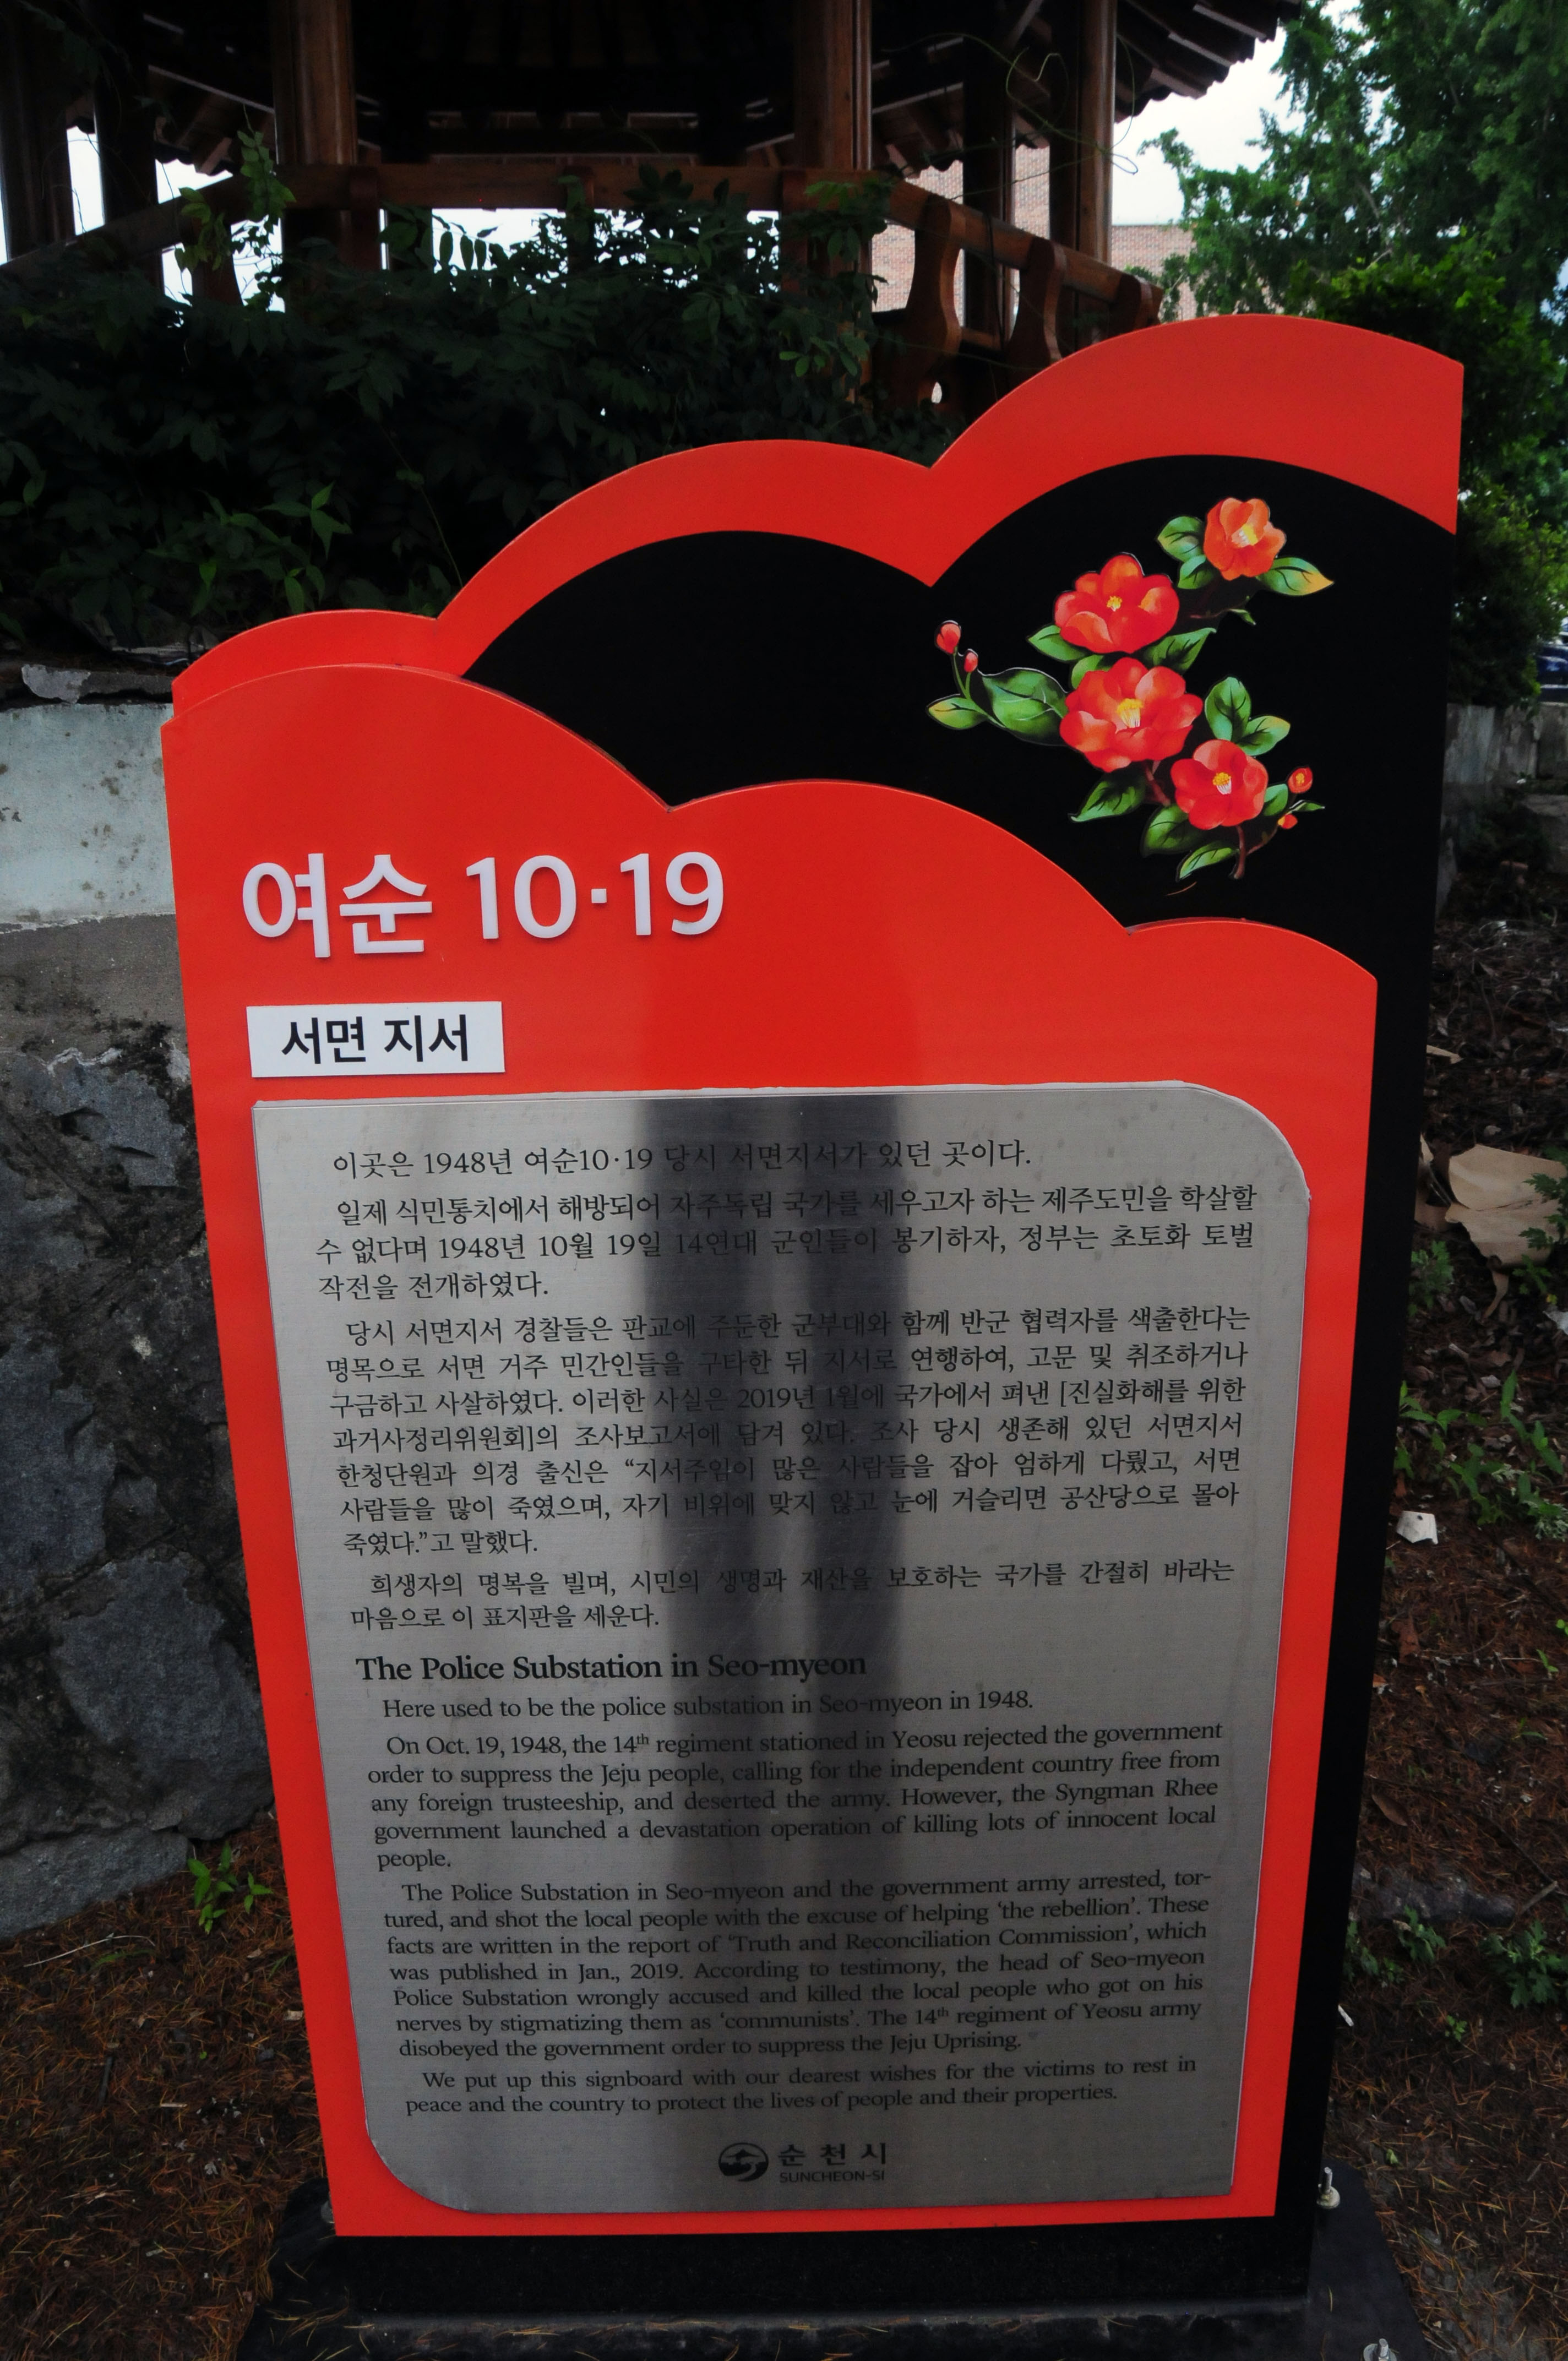 여순 10·19
서면 지서
이곳은 1948년 여순10·19 당시 서면지서가 있던 곳이다.
일제 식민통치에서 해방되어 자주독립 국가를 세우고자 하는 제주도민을 학살할
수 없다며 1948년 10월 19일 14연대 군인들이 봉기하자, 정부는 초토화 토벌
작전을 전개하였다.
당시 서면지서 경찰들은 판교에 주둔한 군부대와 함께 반군 협력자를 색출한다는
명목으로 서면 거주 민간인들을 구타한 뒤 지서로 연행하여, 고문 및 취조하거나
구금하고 사살하였다. 이러한 사실은 2019년 1월에 국가에서 펴낸 [진실화해를 위한
과거사정리위원회]의 조사보고서에 담겨 있다. 조사 당시 생존해 있던 서면지서
한청단원과 의경 출신은 “지서주임이 많은 사람들을 잡아 엄하게 다뤘고, 서면
사람들을 많이 죽였으며, 자기 비위에 맞지 않고 눈에 거슬리면 공산당으로 몰아
죽였다.”고 말했다.
희생자의 명복을 빌며, 시민의 생명과 재산을 보호하는 국가를 간절히 바라는
마음으로 이 표지판을 세운다.
The Police Substation in Seo-myeon
Here used to be the police substation in Seo-myeon in 1948.
On Oct. 19, 1948, the 14th regiment stationed in Yeosu rejected the government
order to suppress the Jeju people, calling for the independent country free from
any foreign trusteeship, and deserted the army. However, the Syngman Rhee
government launched a devastation operation of killing lots of innocent local
people.
The Police Substation in Seo-myeon and the government army arrested, tor-
tured, and shot the local people with the excuse of helping ‘the rebellion’. These
facts are written in the report of ‘Truth and Reconciliation Commission’, which
was published in Jan., 2019. According to testimony, the head of Seo-myeon
Police Substation wrongly accused and killed the local people who got on his
nerves by stigmatizing them as ‘communists’. The 14th regiment of Yeosu army
disobeyed the government order to suppress the Jeju Uprising.
We put up this signboard with our dearest wishes for the victims to rest in
peace and the country to protect the lives of people and their properties.
순천시
SUNCHEON-SI